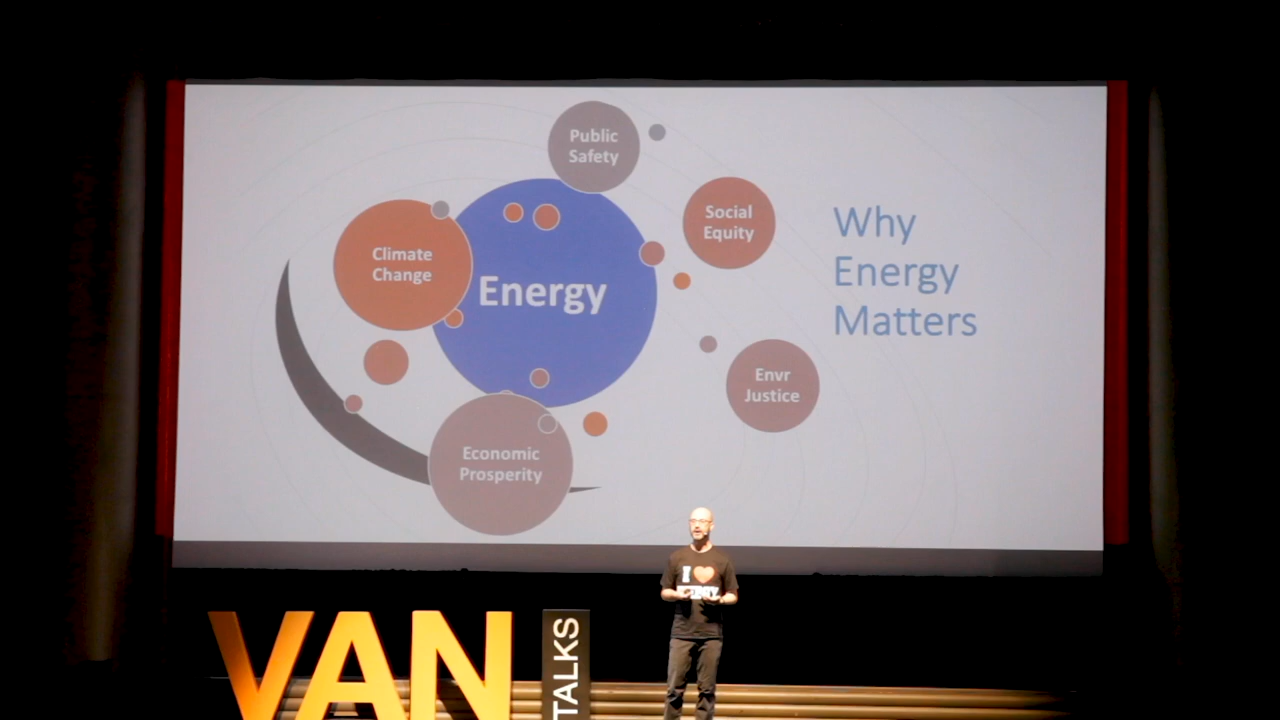 Public
Safety
Social
Equity
Climate
Change
Energy
Why
Energy
Matters
Envr
Justice
Economic
Prosperity
I
VAN
TALKS